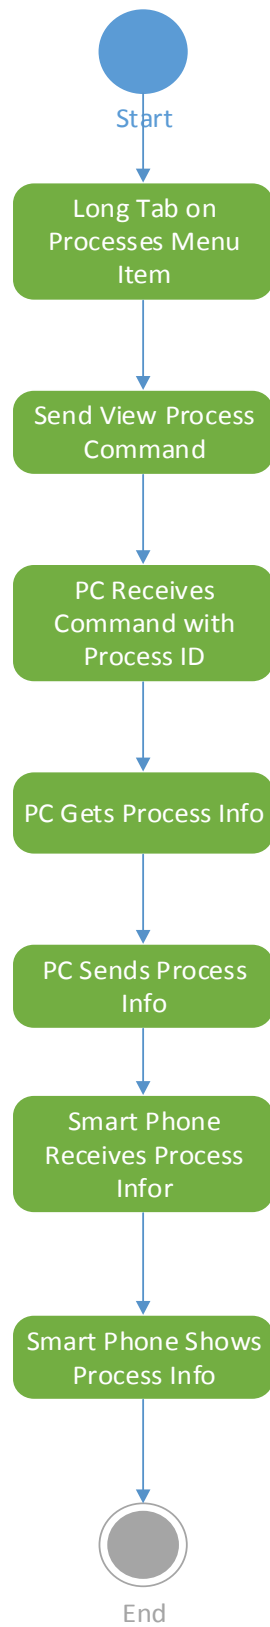 Start
Long Tab on
Processes Menu
Item
Send View Process
Command
PC Receives
Command with
Process ID
PC Gets Process Info
PC Sends Process
Info
Smart Phone
Receives Process
Infor
Smart Phone Shows
Process Info
End